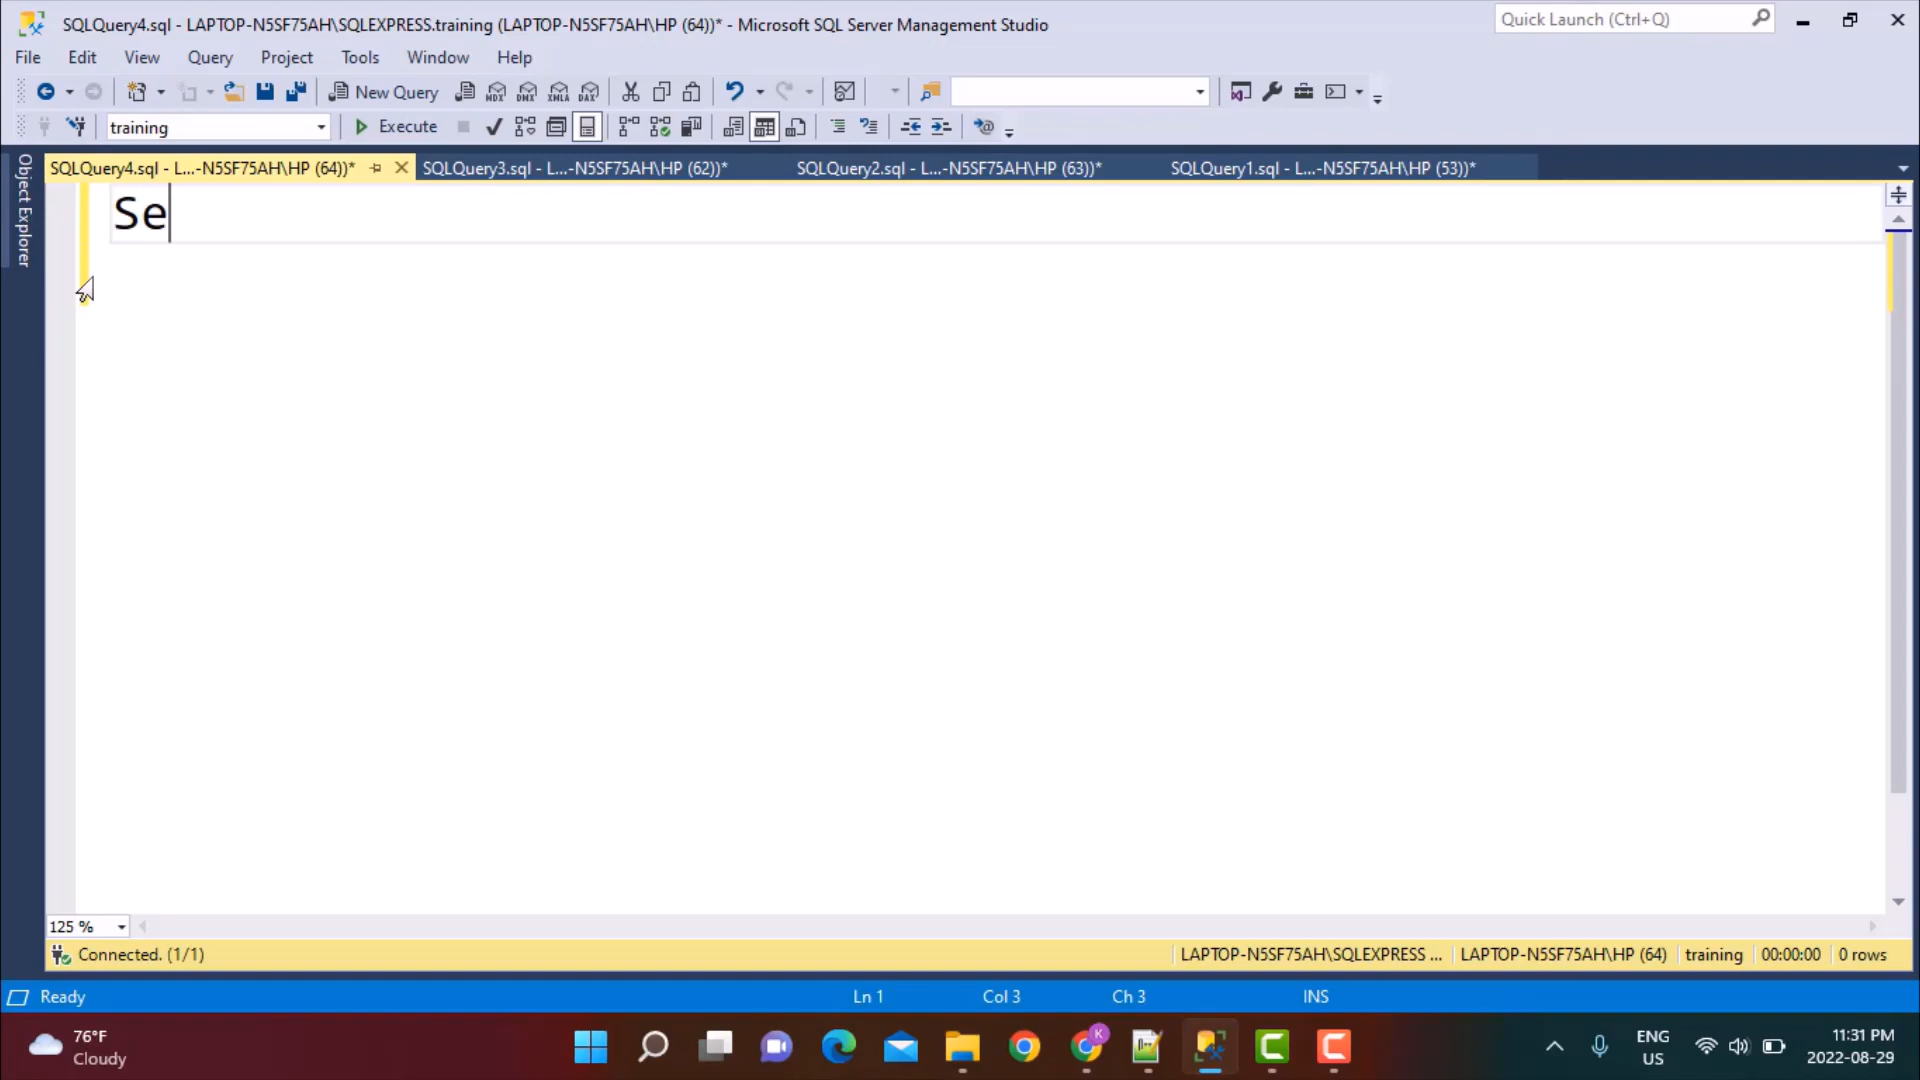 SQLQuery4.sql - LAPTOP-N5SF75AH\SQLEXPRESS.training (LAPTOP-N5SF75AH\HP (64))* - Microsoft SQL Server Management Studio
Quick Launch (Ctrl+Q)
File Edit View Query Project Tools Window Help
New Query MDX DMX XMLA DAX
training Execute
Object Explorer
SQLQuery4.sql - L...-N5SF75AH\HP (64))* SQLQuery3.sql - L...-N5SF75AH\HP (62))* SQLQuery2.sql - L...-N5SF75AH\HP (63))* SQLQuery1.sql - L...-N5SF75AH\HP (53))*
Se
125 %
Connected. (1/1) LAPTOP-N5SF75AH\SQLEXPRESS ... LAPTOP-N5SF75AH\HP (64) training 00:00:00 0 rows
Ready Ln 1 Col 3 Ch 3 INS
76°F
Cloudy
K
ENG
US
11:31 PM
2022-08-29